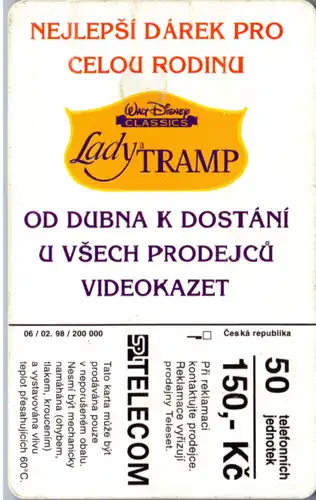 NEJLEPŠÍ DÁREK PRO
CELOU RODINU
WALT DISNEY
CLASSICS
Lady a TRAMP
OD DUBNA K DOSTÁNÍ
U VŠECH PRODEJCŮ
VIDEOKAZET
06 / 02. 98 / 200 000
Česká republika
50 telefonních
jednotek
150,- Kč
Při reklamaci
kontaktujte prodejce.
Reklamace vyřizují
prodejny Teleset.
SPT TELECOM
Tato karta může být
prodávána pouze
v neporušeném obalu.
Nesmí být mechanicky
namáhána (ohybem,
tlakem, kroucením)
a vystavována vlivu
teplot přesahujících 60°C.